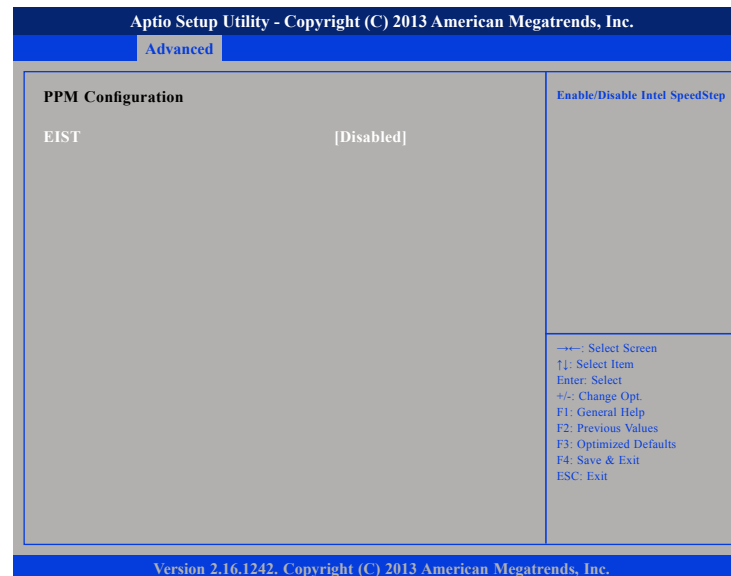 Aptio Setup Utility - Copyright (C) 2013 American Megatrends, Inc.
Advanced
PPM Configuration
EIST [Disabled]
Enable/Disable Intel SpeedStep
→←: Select Screen
↑↓: Select Item
Enter: Select
+/-: Change Opt.
F1: General Help
F2: Previous Values
F3: Optimized Defaults
F4: Save & Exit
ESC: Exit
Version 2.16.1242. Copyright (C) 2013 American Megatrends, Inc.